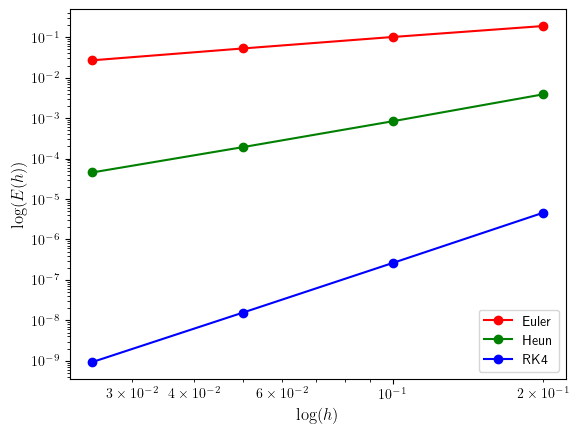 10⁻¹
10⁻²
10⁻³
10⁻⁴
10⁻⁵
10⁻⁶
10⁻⁷
10⁻⁸
10⁻⁹
log(E(h))
Euler
Heun
RK4
3 × 10⁻² 4 × 10⁻² 6 × 10⁻² 10⁻¹ 2 × 10⁻¹
log(h)